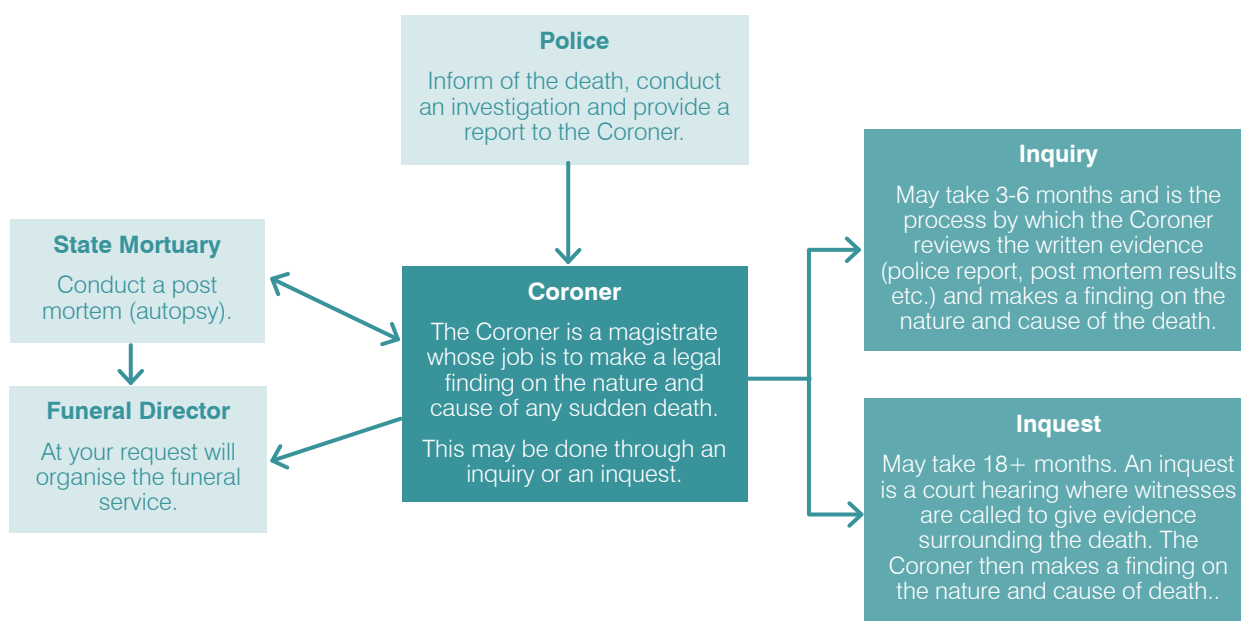 Police
Inform of the death, conduct
an investigation and provide a
report to the Coroner.
State Mortuary
Conduct a post
mortem (autopsy).
Funeral Director
At your request will
organise the funeral
service.
Coroner
The Coroner is a magistrate
whose job is to make a legal
finding on the nature and
cause of any sudden death.
This may be done through an
inquiry or an inquest.
Inquiry
May take 3-6 months and is the
process by which the Coroner
reviews the written evidence
(police report, post mortem results
etc.) and makes a finding on the
nature and cause of the death.
Inquest
May take 18+ months. An inquest
is a court hearing where witnesses
are called to give evidence
surrounding the death. The
Coroner then makes a finding on
the nature and cause of death..